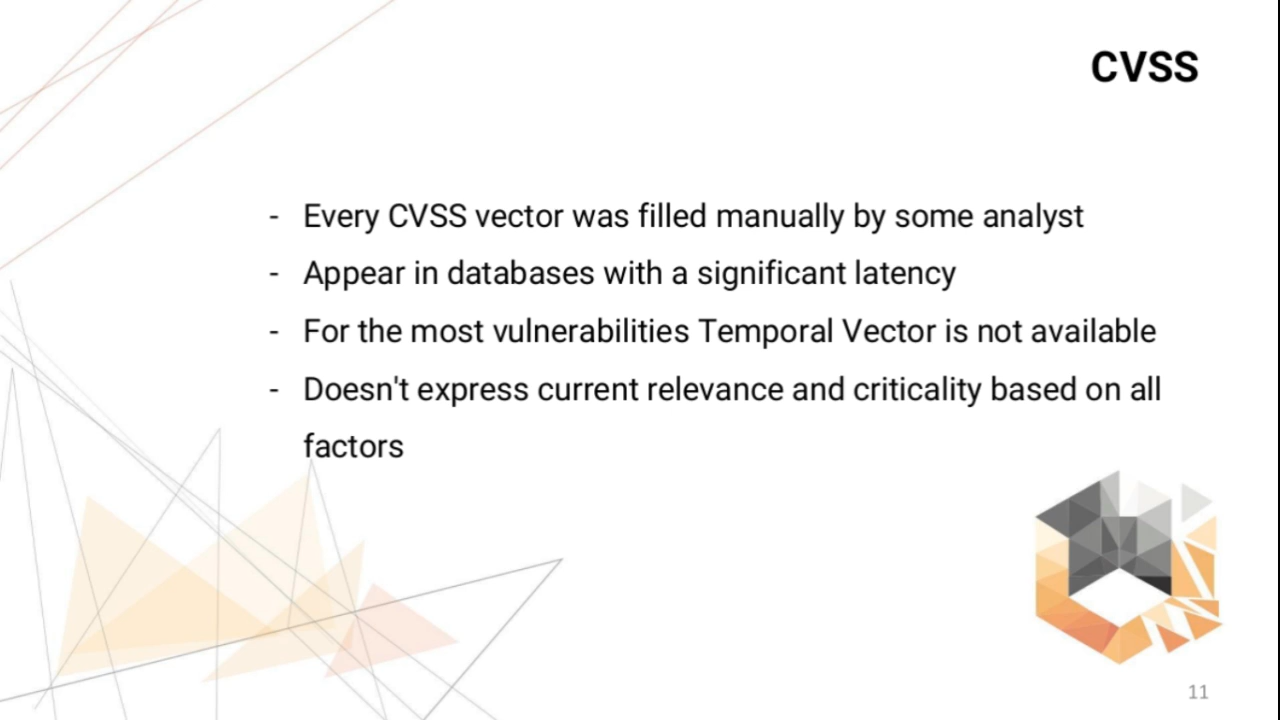 CVSS
- Every CVSS vector was filled manually by some analyst
- Appear in databases with a significant latency
- For the most vulnerabilities Temporal Vector is not available
- Doesn't express current relevance and criticality based on all
factors
11